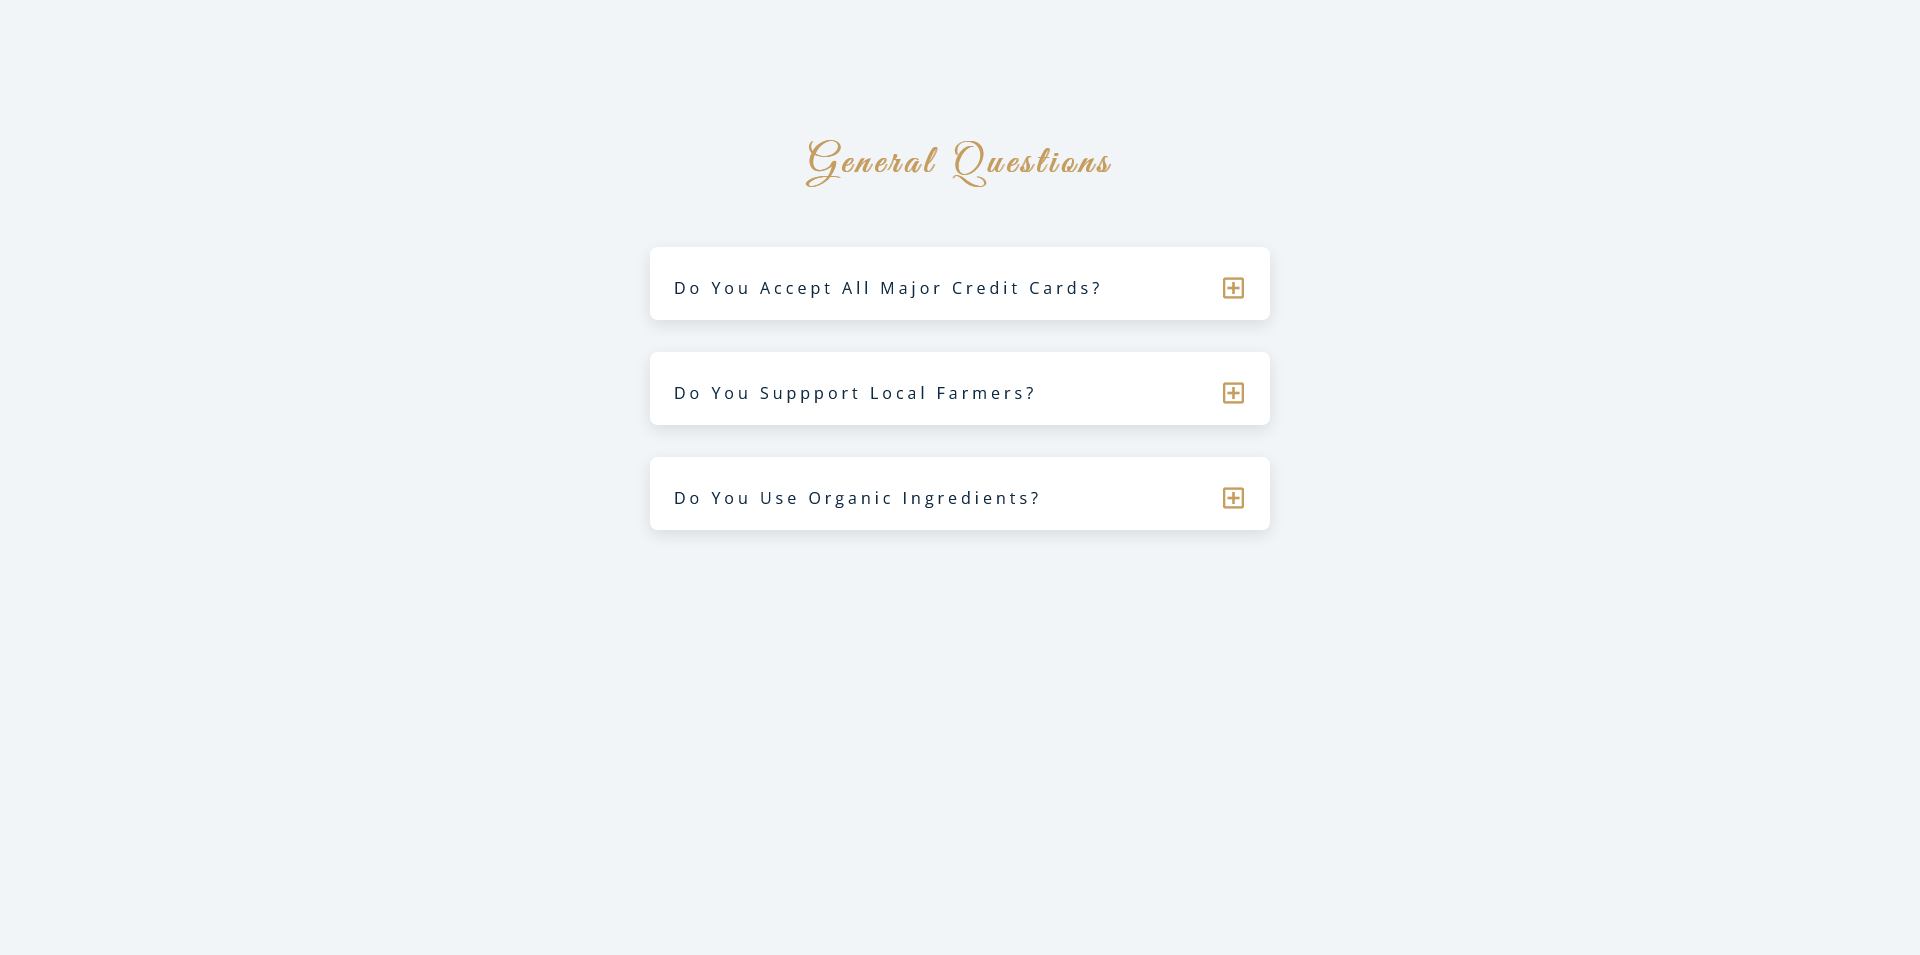 General Questions
Do You Accept All Major Credit Cards?
Do You Suppport Local Farmers?
Do You Use Organic Ingredients?